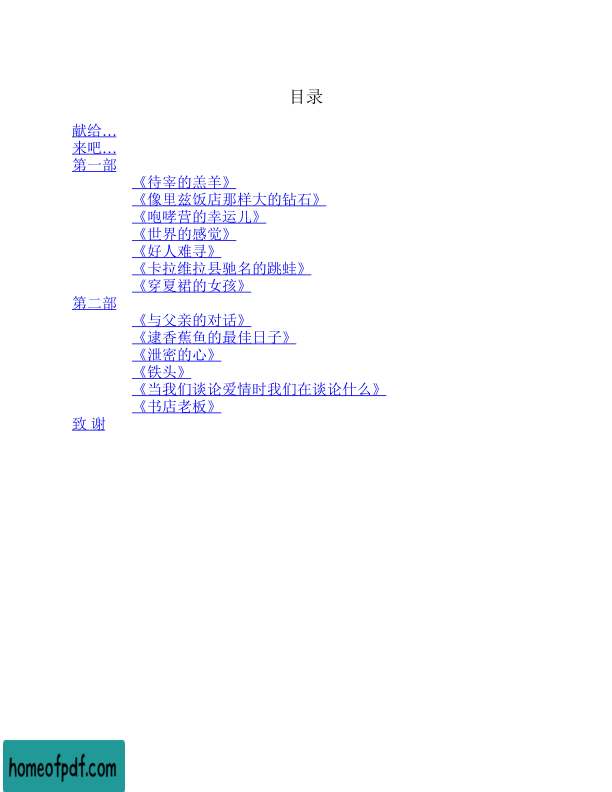 目录
献给…
来吧…
第一部
《待宰的羔羊》
《像里兹饭店那样大的钻石》
《咆哮营的幸运儿》
《世界的感觉》
《好人难寻》
《卡拉维拉县驰名的跳蛙》
《穿夏裙的女孩》
第二部
《与父亲的对话》
《逮香蕉鱼的最佳日子》
《泄密的心》
《铁头》
《当我们谈论爱情时我们在谈论什么》
《书店老板》
致 谢
homeofpdf.com